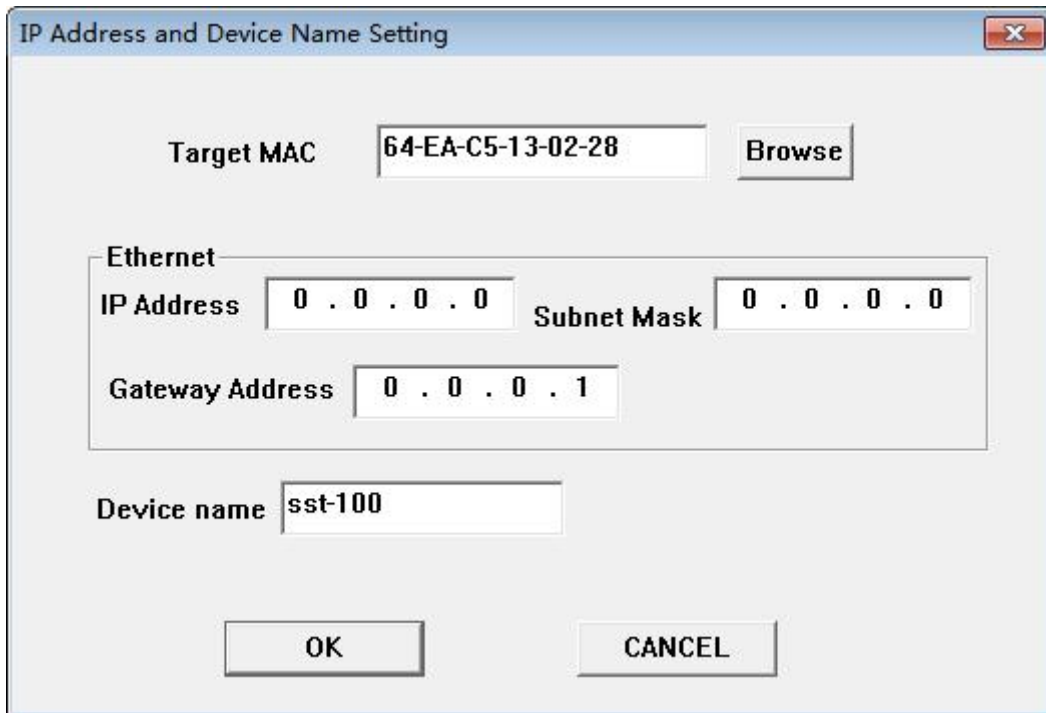 IP Address and Device Name Setting
Target MAC 64-EA-C5-13-02-28 Browse
Ethernet
IP Address 0 . 0 . 0 . 0 Subnet Mask 0 . 0 . 0 . 0
Gateway Address 0 . 0 . 0 . 1
Device name sst-100
OK CANCEL